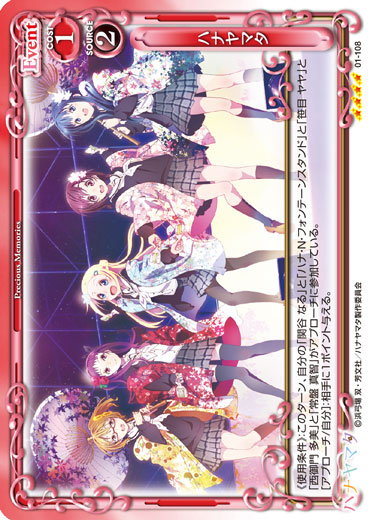 Event
COST
1
SOURCE
2
ハナヤマタ
Precious Memories
《使用条件》:このターン、自分の「関谷 なる」と「ハナ・N・フォンテーンスタンド」と「笹目 ヤヤ」と
「西御門 多美」と「常盤 真智」がアプローチに参加している。
[アプローチ/自分]:相手に1ポイント与える。
ハナヤマタ
©浜弓場 双・芳文社/ハナヤマタ製作委員会
★★★★
01-108